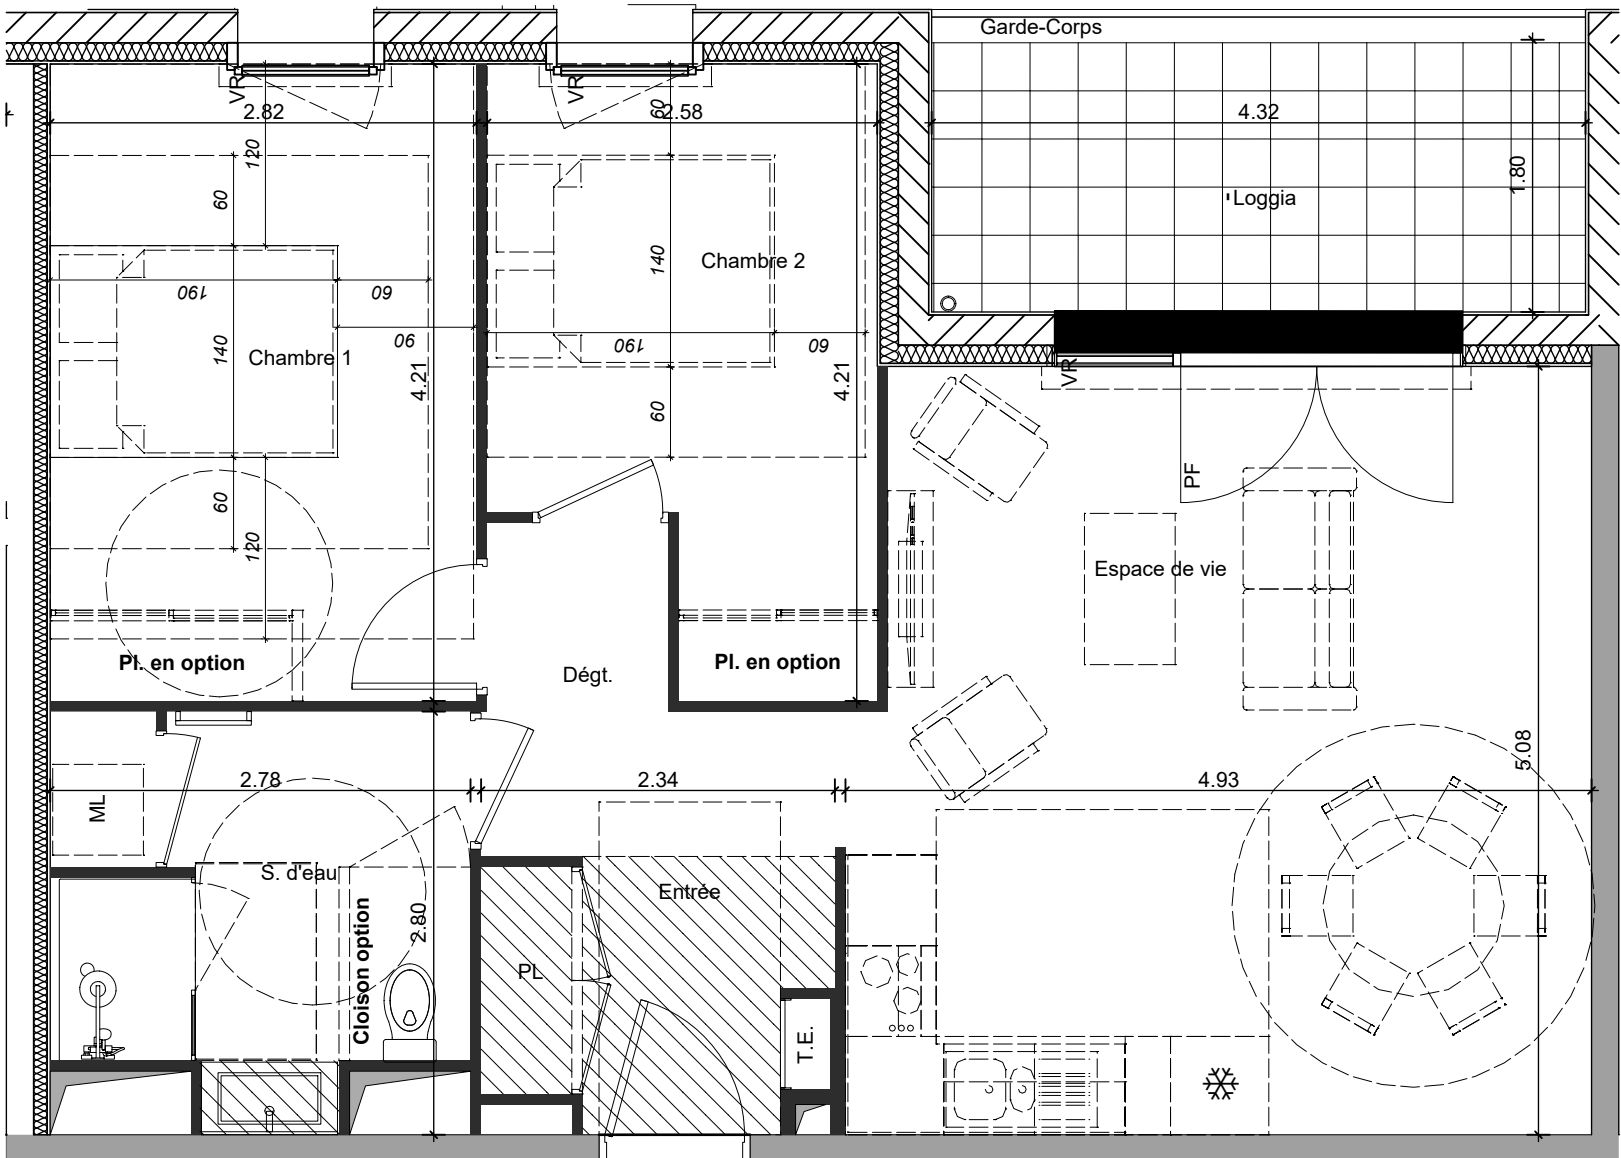 Garde-Corps
VR
VR
2.82
2.58
4.32
60
120
1.80
60
Loggia
140
Chambre 2
190
60
90
190
60
140
Chambre 1
4.21
4.21
VR
60
PF
60
120
Espace de vie
Pl. en option
Pl. en option
Dégt.
5.08
2.78
2.34
4.93
ML
S. d'eau
Entrée
2.80
Cloison option
PL
T.E.